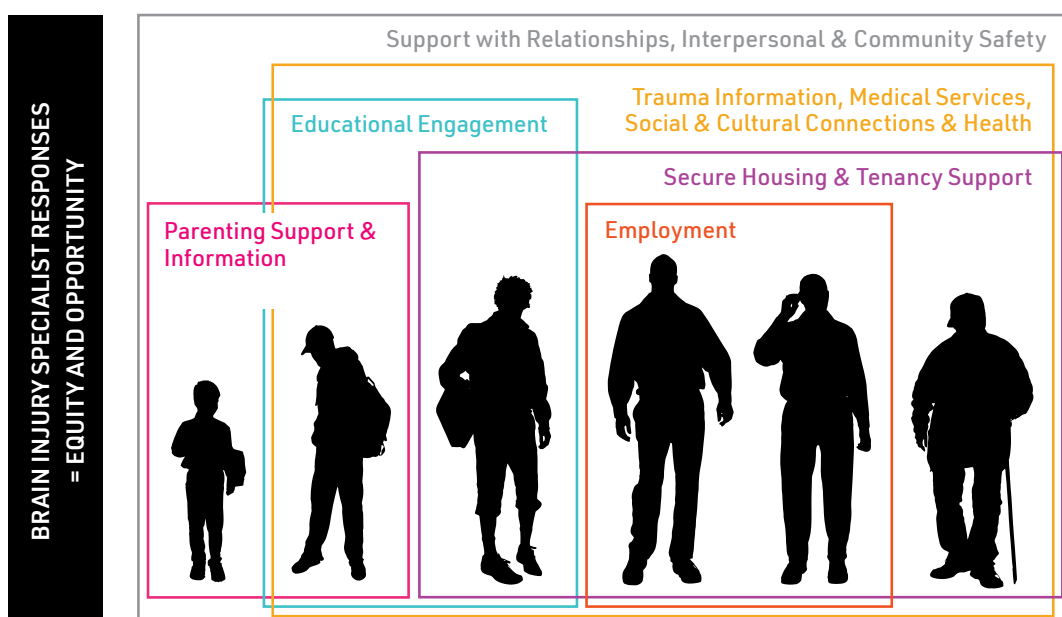 BRAIN INJURY SPECIALIST RESPONSES
= EQUITY AND OPPORTUNITY
Support with Relationships, Interpersonal & Community Safety
Trauma Information, Medical Services,
Social & Cultural Connections & Health
Educational Engagement
Secure Housing & Tenancy Support
Parenting Support &
Information
Employment